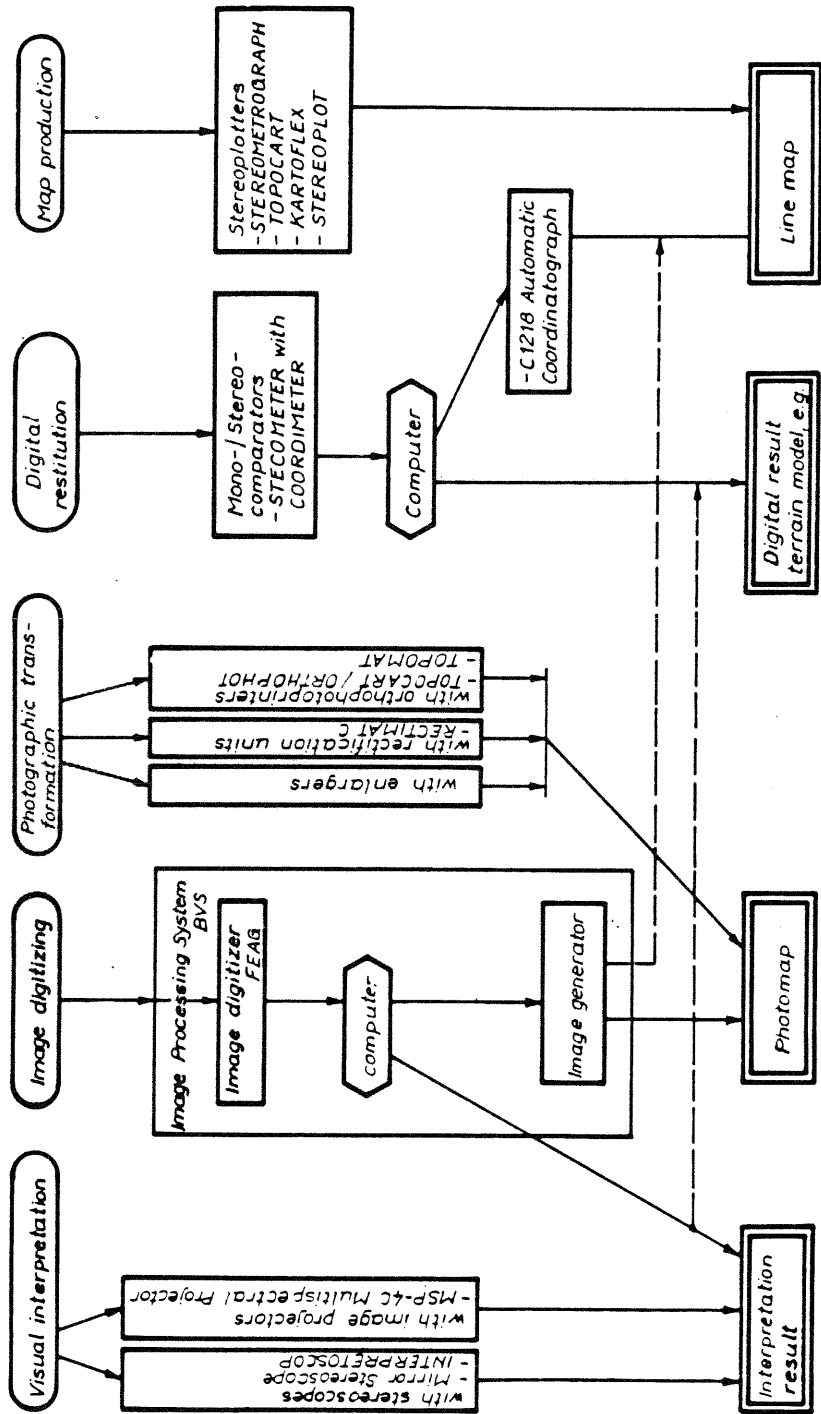 Visual interpretation
with stereoscopes
- Mirror Stereoscope
- INTERPRETOSCOP
with image projectors
- MSP-4C Multispectral Projector
Interpretation
result
Image digitizing
Image Processing System
BVS
Image digitizer
FEAG
computer
Image generator
Photomap
Photographic trans-
formation
with enlargers
with rectification units
- RECTIMAT C
with orthophotoprinters
- TOPOCART / ORTHOPHOT
- TOPOMAT
Digital
restitution
Mono-/Stereo-
comparators
- STECOMETER with
COORDIMETER
Computer
- C1218 Automatic
Coordinatograph
Digital result
terrain model, e.g.
Map production
Stereoplotters
- STEREOMETROGRAPH
- TOPOCART
- KARTOFLEX
- STEREOPLOT
Line map